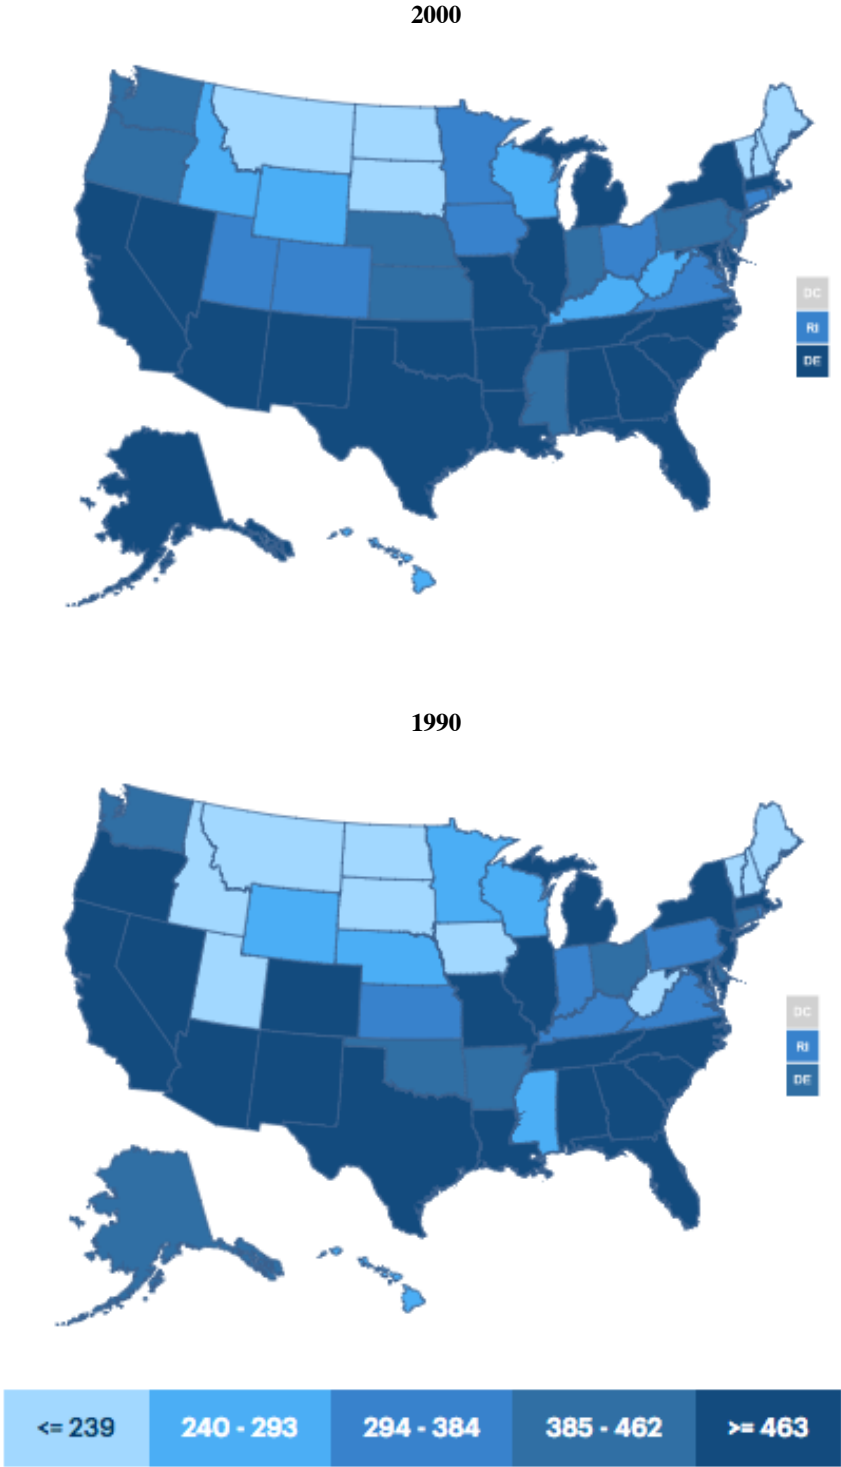 2000
DC
RI
DE
1990
DC
RI
DE
<= 239 240 - 293 294 - 384 385 - 462 >= 463